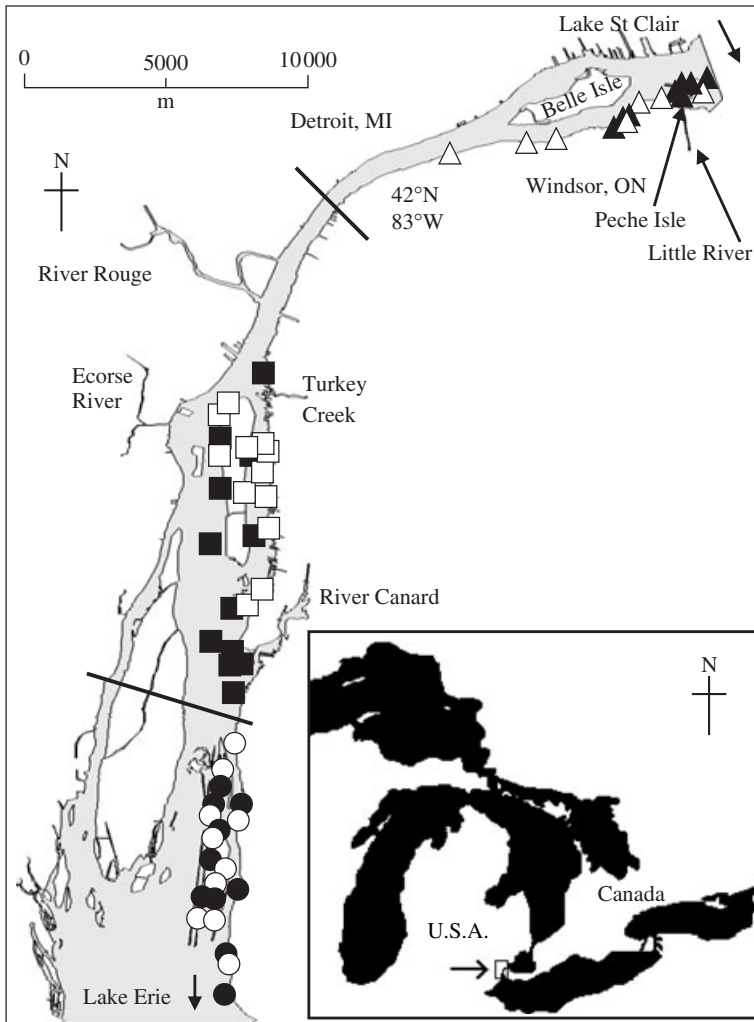 Lake St Clair
0 5000 10000
m
Belle Isle
Detroit, MI
N
42°N
83°W
Windsor, ON
Peche Isle
Little River
River Rouge
Ecorse
River
Turkey
Creek
River Canard
N
Canada
U.S.A.
Lake Erie